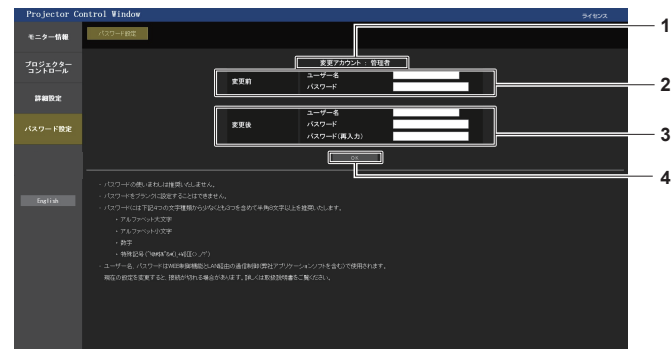 Projector Control Window
ライセンス
モニター情報
パスワード設定
プロジェクター
コントロール
詳細設定
パスワード設定
English
変更アカウント : 管理者
変更前
ユーザー名
パスワード
変更後
ユーザー名
パスワード
パスワード(再入力)
OK
1
2
3
4
・パスワードの使いまわしは推奨いたしません。
・パスワードをブランクに設定することはできません。
・パスワードには下記4つの文字種類から少なくとも3つを含めて半角8文字以上を推奨いたします。
・アルファベット大文字
・アルファベット小文字
・数字
・特殊記号
・ユーザー名、パスワードはWEB制御機能とLAN経由の通信制御(弊社アプリケーションソフトを含む)で使用されます。
現在の設定を変更すると、接続が切れる場合があります。詳しくは取扱説明書をご覧ください。